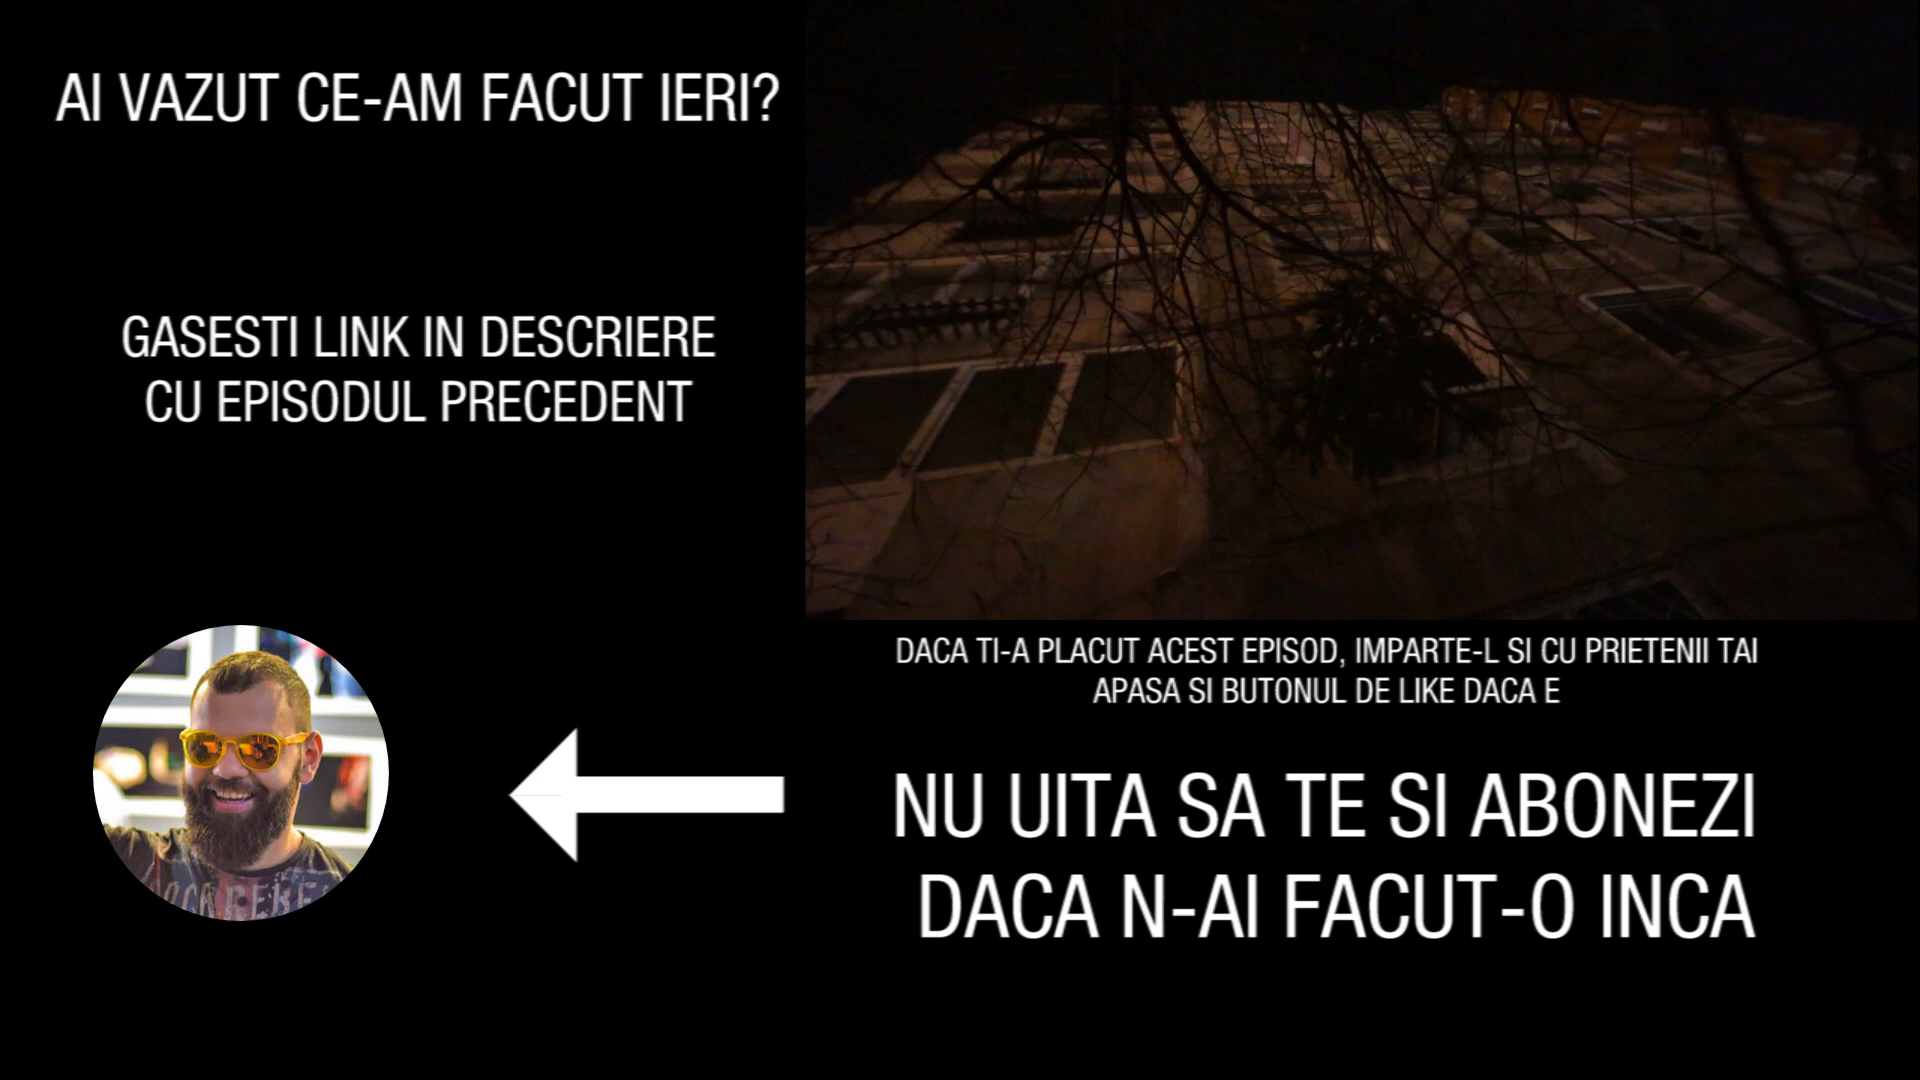 AI VAZUT CE-AM FACUT IERI?
GASESTI LINK IN DESCRIERE
CU EPISODUL PRECEDENT
DACA TI-A PLACUT ACEST EPISOD, IMPARTE-L SI CU PRIETENII TAI
APASA SI BUTONUL DE LIKE DACA E
NU UITA SA TE SI ABONEZI
DACA N-AI FACUT-O INCA